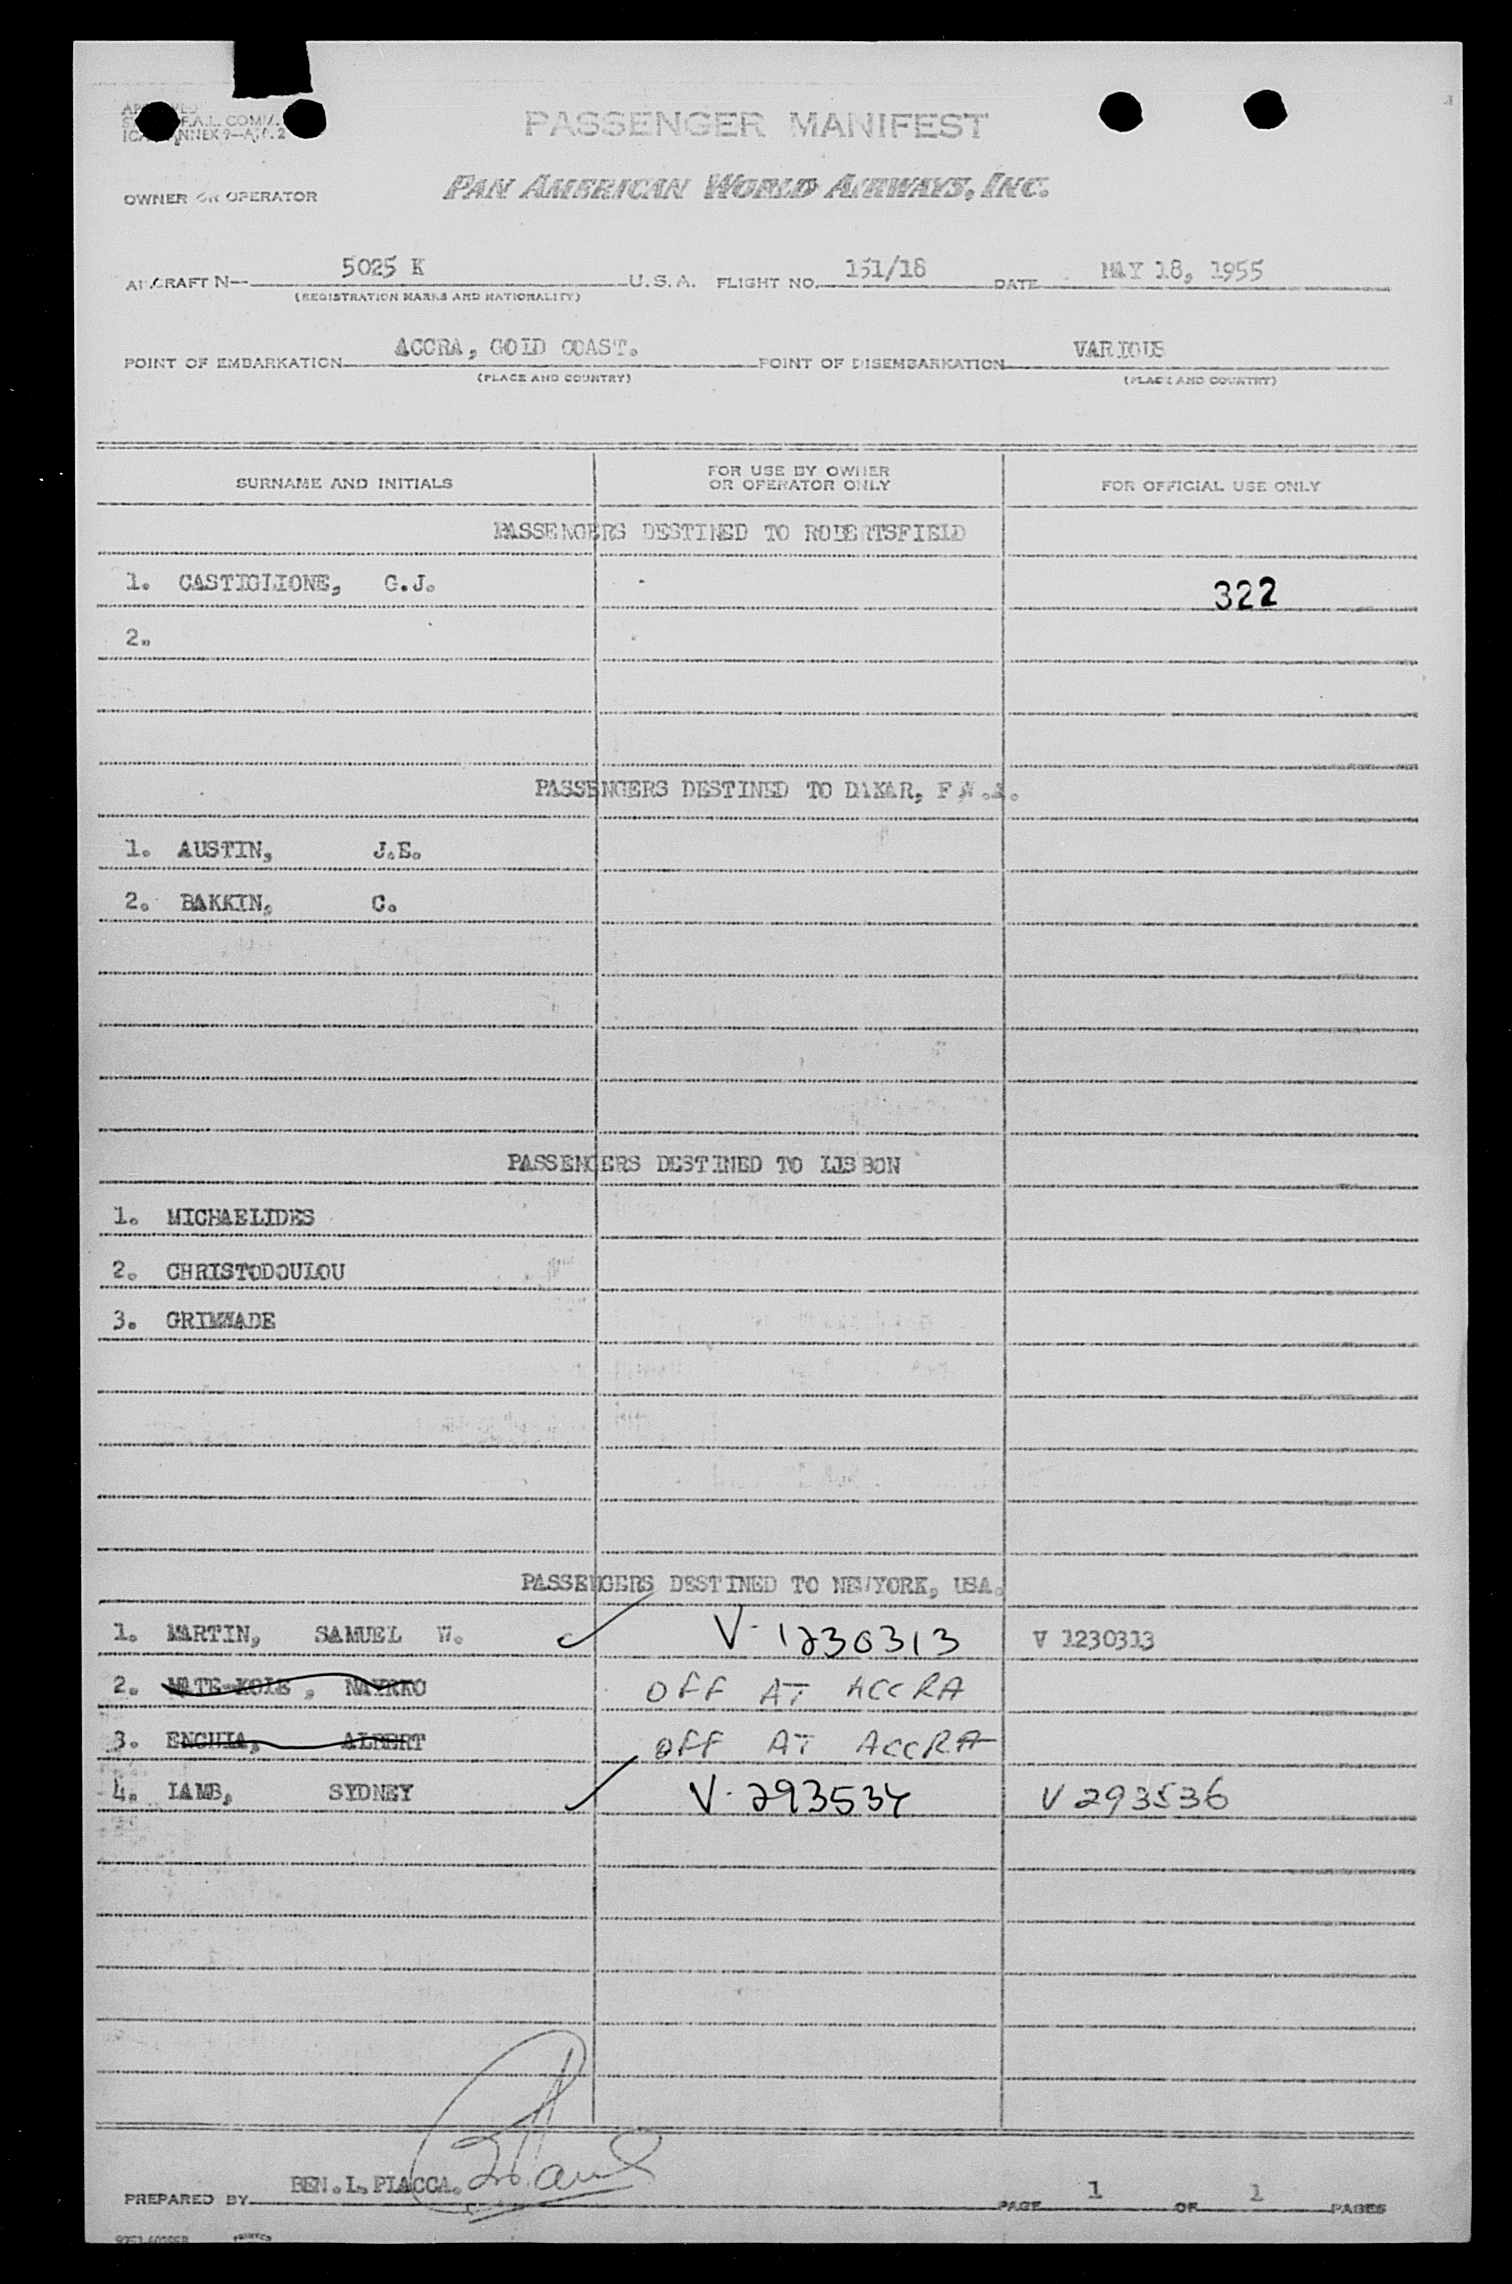 PASSENGER MANIFEST
OWNER OR OPERATOR PAN AMERICAN WORLD AIRWAYS, INC.
AIRCRAFT N— 5025 K U.S.A. FLIGHT NO. 151/18 DATE MAY 18, 1955
(REGISTRATION MARKS AND NATIONALITY)
POINT OF EMBARKATION ACCRA, GOLD COAST. POINT OF DISEMBARKATION VARIOUS
(PLACE AND COUNTRY) (PLACE AND COUNTRY)
SURNAME AND INITIALS FOR USE BY OWNER OR OPERATOR ONLY FOR OFFICIAL USE ONLY
PASSENGERS DESTINED TO ROBERTSFIELD
1. CASTIGLIONE, G.J. 322
2.
PASSENGERS DESTINED TO DAKAR, F.W.A.
1. AUSTIN, J.E.
2. BAKKIN, C.
PASSENGERS DESTINED TO LISBON
1. MICHAELIDES
2. CHRISTODOULOU
3. GRIMWADE
PASSENGERS DESTINED TO NEWYORK, USA.
1. MARTIN, SAMUEL W. V-1230313 V 1230313
2. MATE-KOLE, OFF AT ACCRA
3. ENCHIA, ALBERT OFF AT ACCRA
4. LAMB, SYDNEY V-293534 V 293536
PREPARED BY BEN.L.PIACCA. PAGE 1 OF 1 PAGES
PRINTED